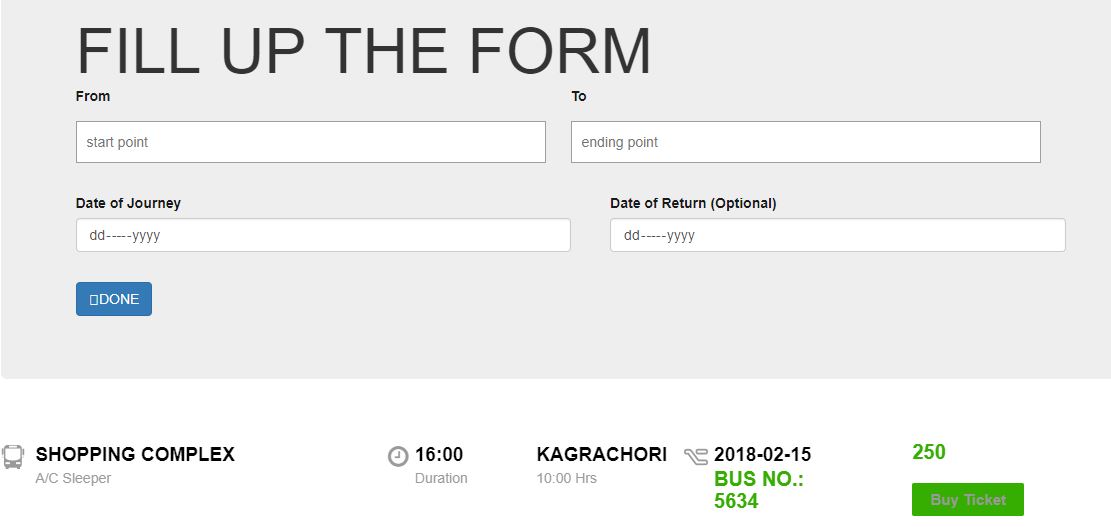 FILL UP THE FORM
From To
start point ending point
Date of Journey Date of Return (Optional)
dd-----yyyy dd-----yyyy
DONE
SHOPPING COMPLEX 16:00 KAGRACHORI 2018-02-15 250
A/C Sleeper Duration 10:00 Hrs BUS NO.:
5634 Buy Ticket